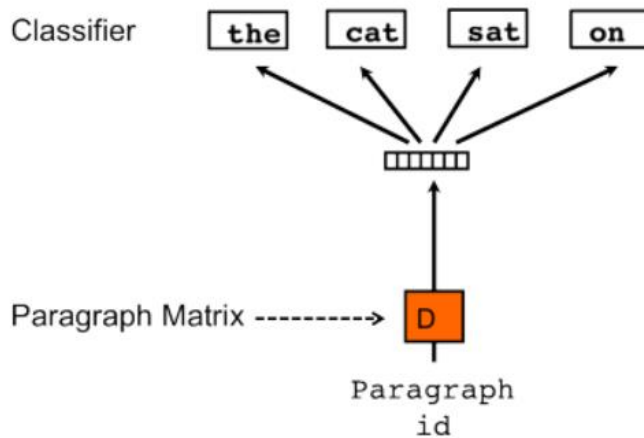 Classifier the cat sat on
Paragraph Matrix D
Paragraph
id